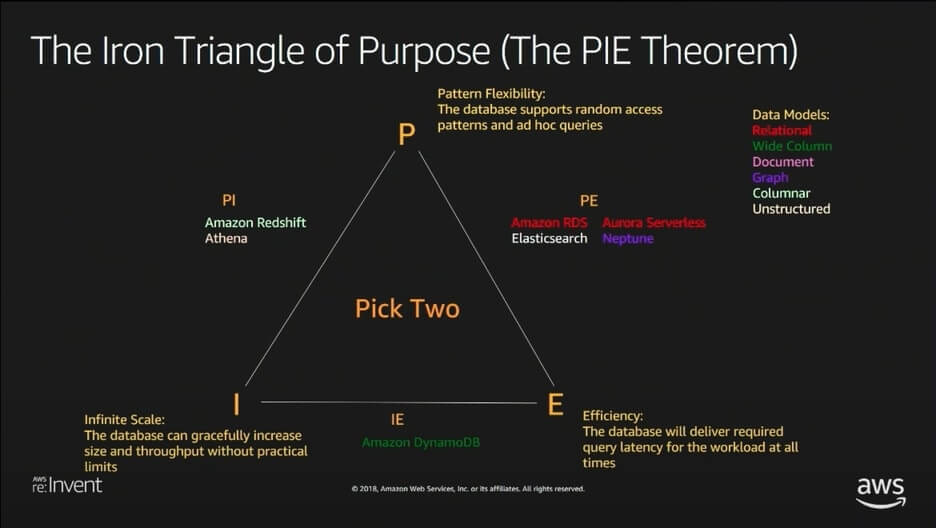 The Iron Triangle of Purpose (The PIE Theorem)
Pattern Flexibility:
The database supports random access
patterns and ad hoc queries
P
Data Models:
Relational
Wide Column
Document
Graph
Columnar
Unstructured
PI
Amazon Redshift
Athena
PE
Amazon RDS Aurora Serverless
Elasticsearch Neptune
Pick Two
I
E
Infinite Scale:
The database can gracefully increase
size and throughput without practical
limits
IE
Amazon DynamoDB
Efficiency:
The database will deliver required
query latency for the workload at all
times
AWS
re:Invent
© 2018, Amazon Web Services, Inc. or its affiliates. All rights reserved.
aws